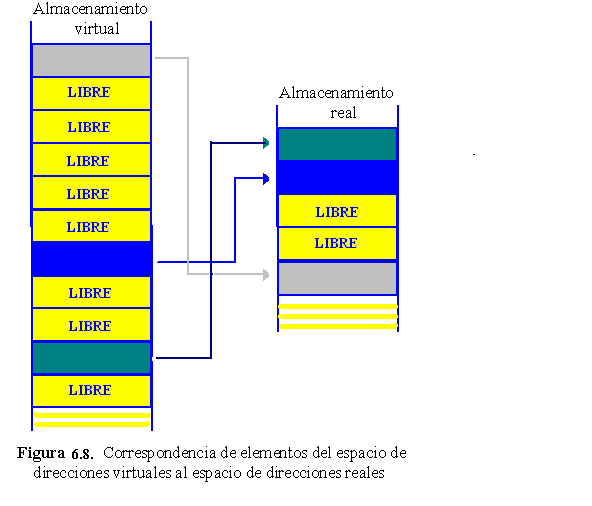 Almacenamiento
virtual
LIBRE
LIBRE
LIBRE
LIBRE
LIBRE
LIBRE
LIBRE
LIBRE
Almacenamiento
real
LIBRE
LIBRE
Figura 6.8. Correspondencia de elementos del espacio de
direcciones virtuales al espacio de direcciones reales